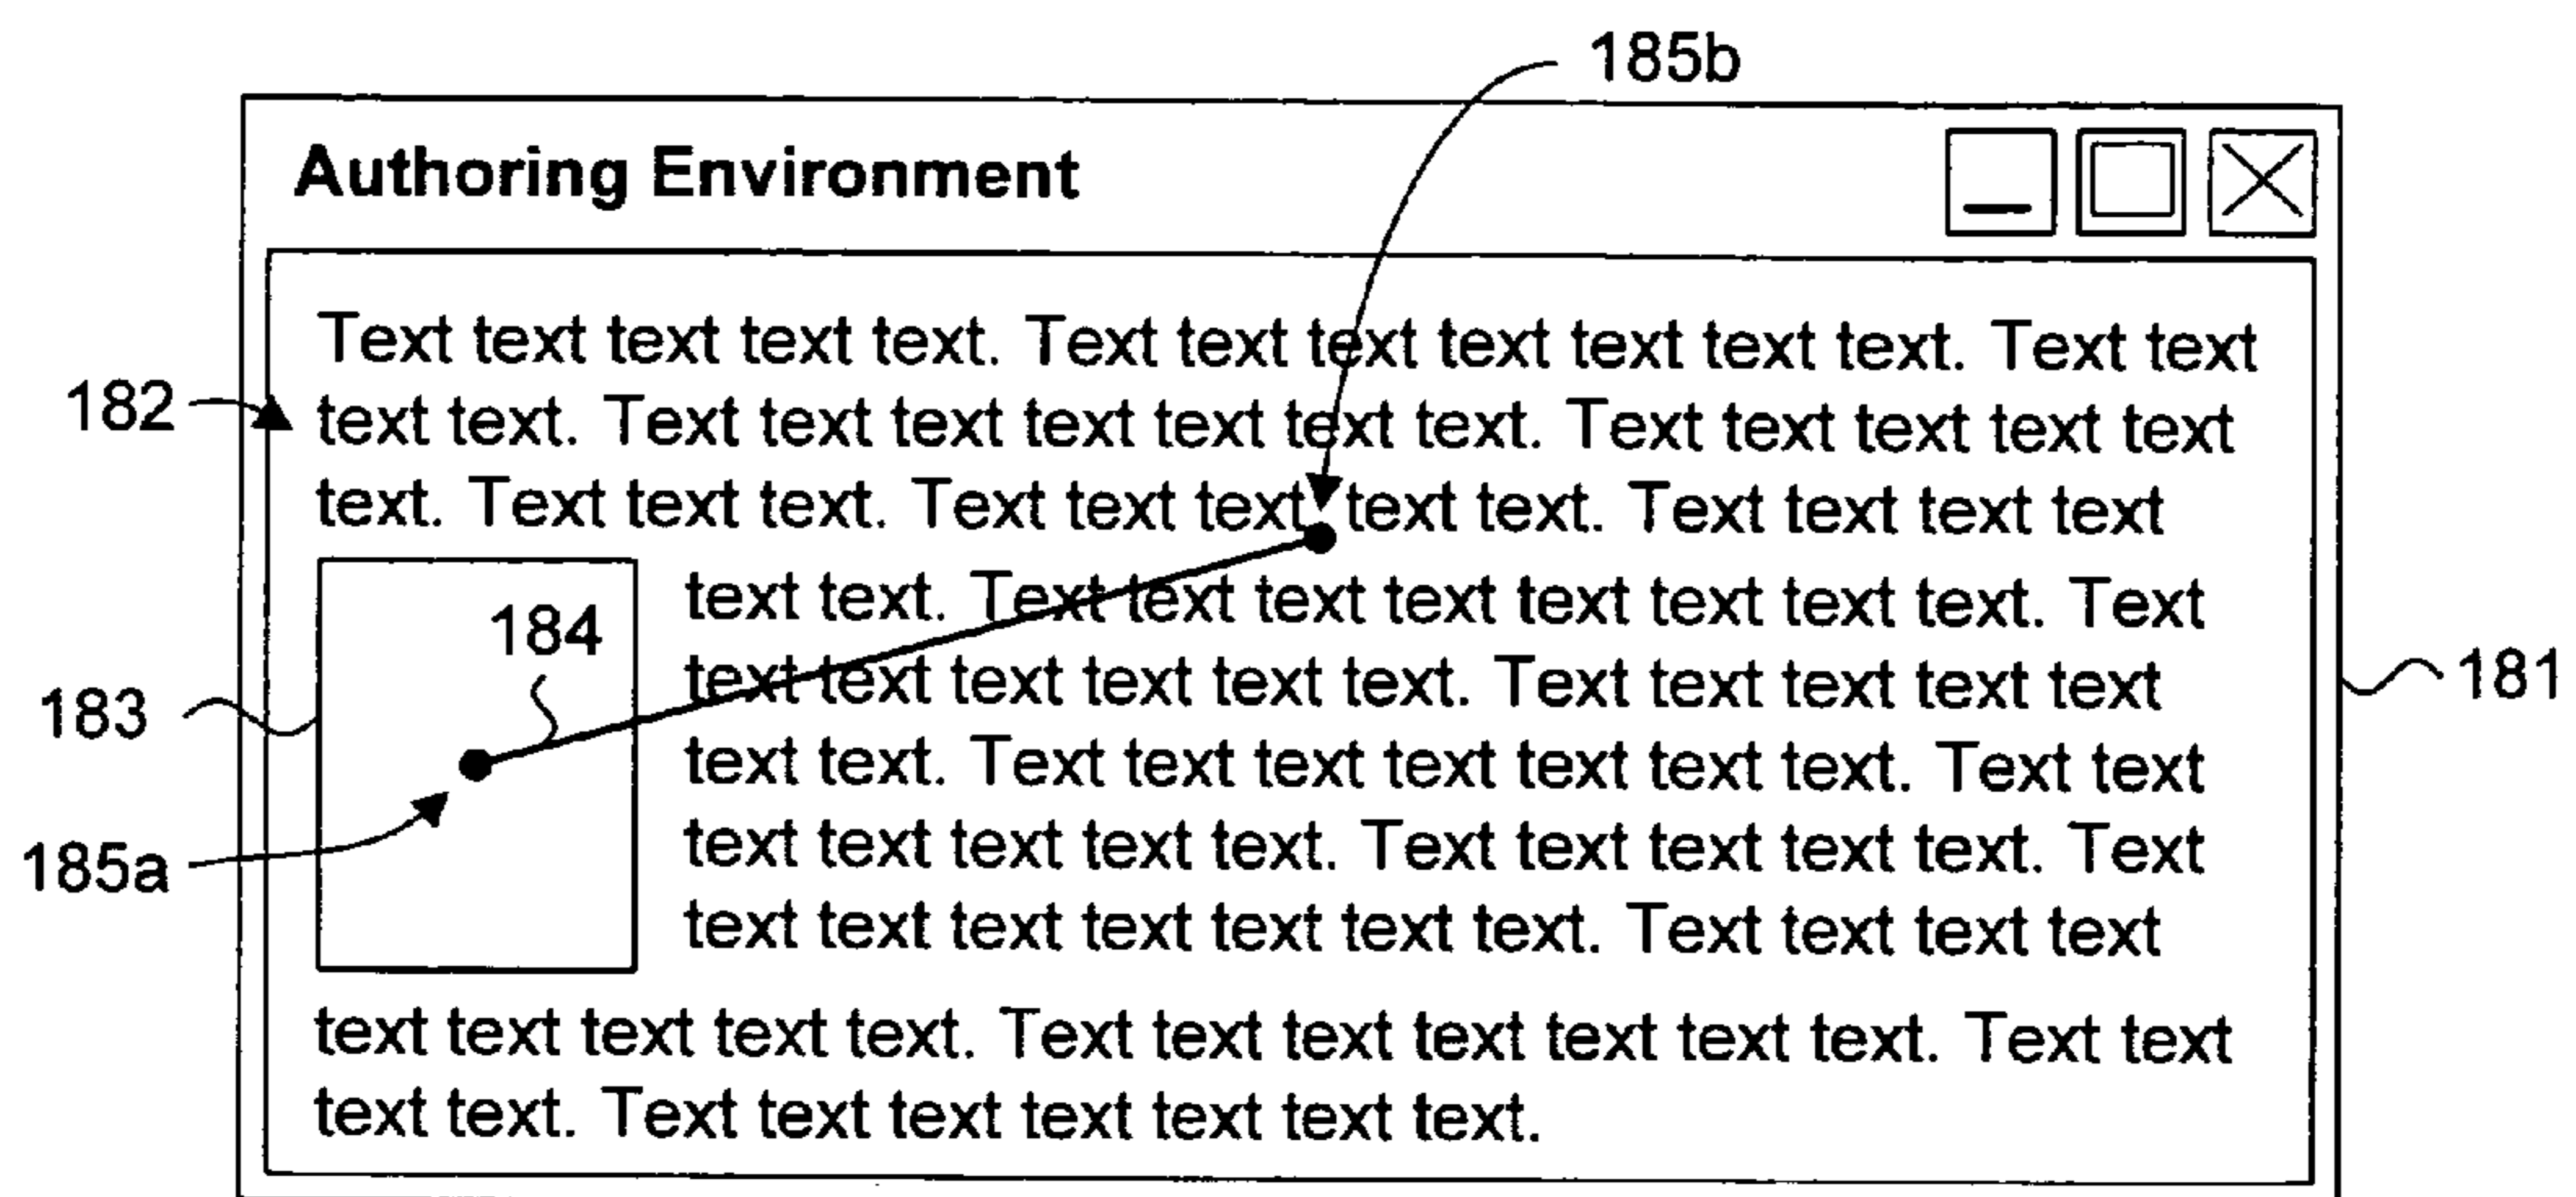 185b
Authoring Environment
Text text text text text. Text text text text text text text. Text text
182
text text. Text text text text text text text. Text text text text text
text. Text text text. Text text text text text. Text text text text
text text. Text text text text text text text text. Text
184
text text text text text text. Text text text text text
183
181
text text. Text text text text text text text. Text text
185a
text text text text text. Text text text text text. Text
text text text text text text text. Text text text text
text text text text text. Text text text text text text text. Text text
text text. Text text text text text text text.